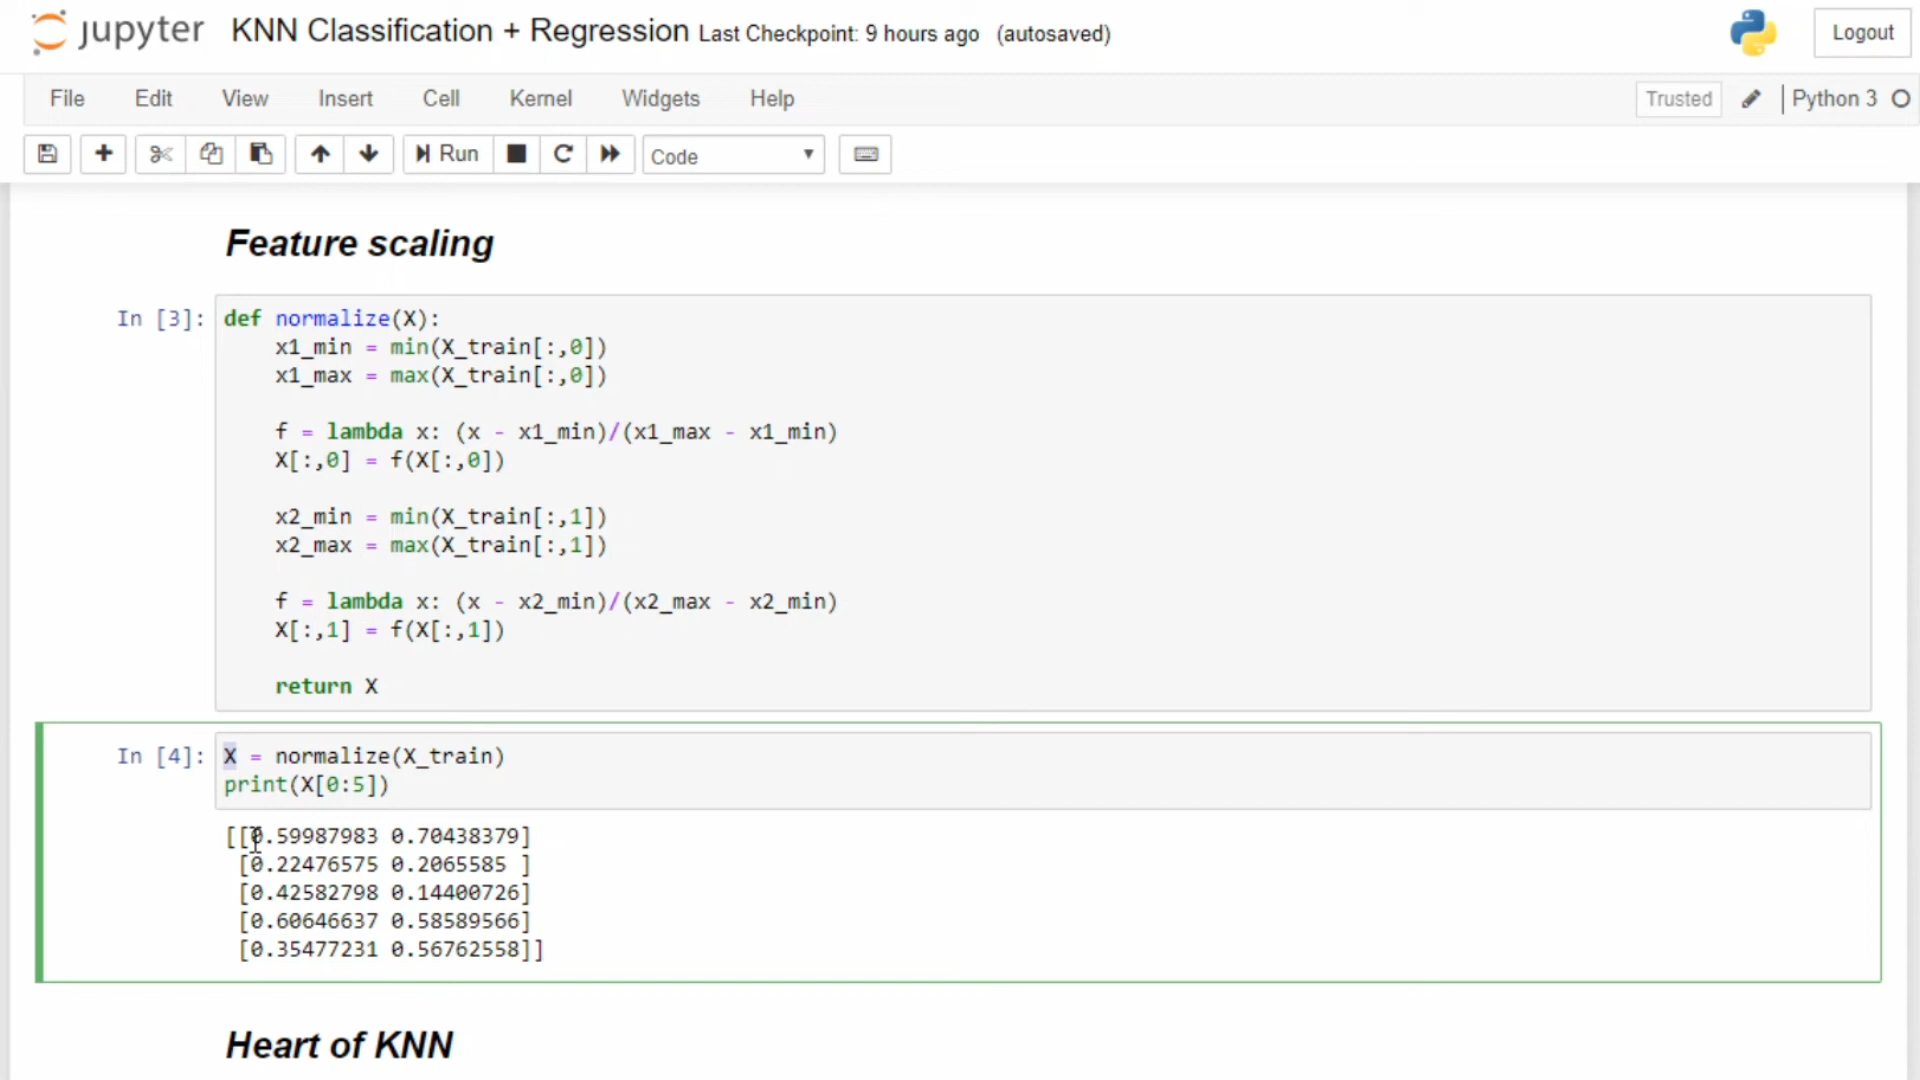 jupyter KNN Classification + Regression Last Checkpoint: 9 hours ago (autosaved) Logout
File Edit View Insert Cell Kernel Widgets Help Trusted Python 3
Run Code
Feature scaling
In [3]: def normalize(X):
x1_min = min(X_train[:,0])
x1_max = max(X_train[:,0])
f = lambda x: (x - x1_min)/(x1_max - x1_min)
X[:,0] = f(X[:,0])
x2_min = min(X_train[:,1])
x2_max = max(X_train[:,1])
f = lambda x: (x - x2_min)/(x2_max - x2_min)
X[:,1] = f(X[:,1])
return X
In [4]: X = normalize(X_train)
print(X[0:5])
[[0.59987983 0.70438379]
[0.22476575 0.2065585 ]
[0.42582798 0.14400726]
[0.60646637 0.58589566]
[0.35477231 0.56762558]]
Heart of KNN